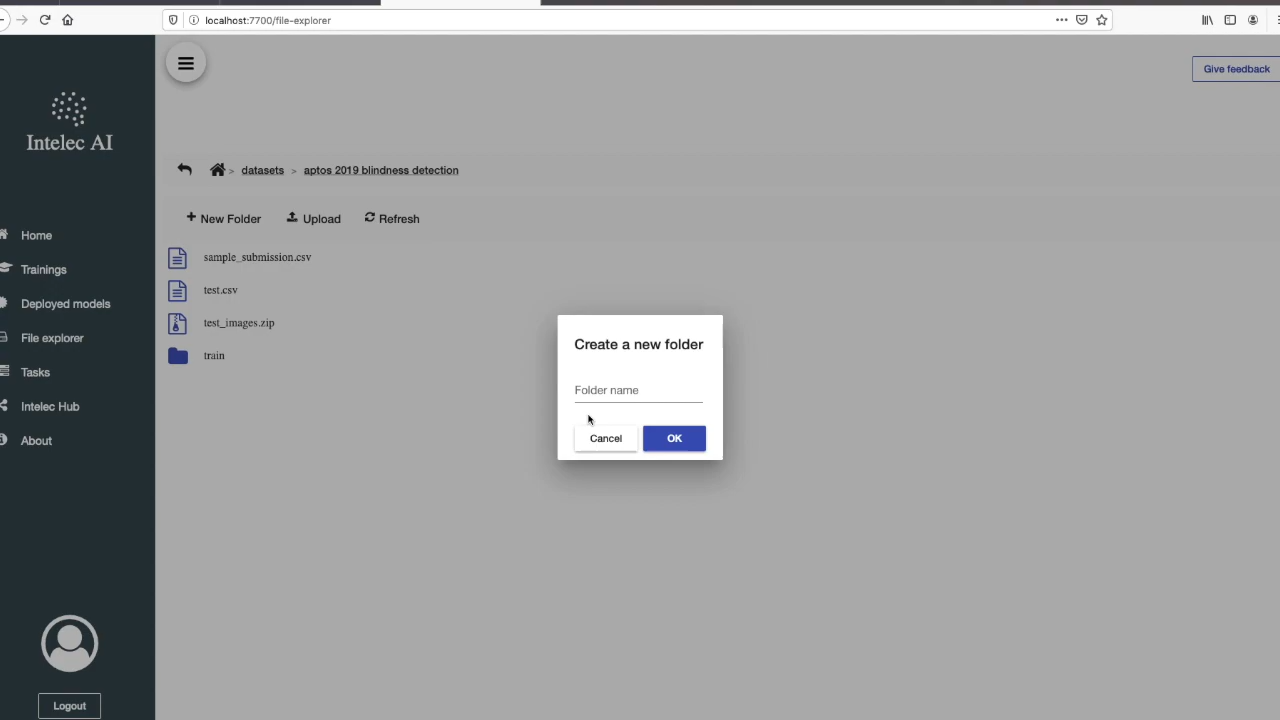 localhost:7700/file-explorer
Give feedback
Intelec AI
datasets > aptos 2019 blindness detection
+ New Folder Upload Refresh
Home
Trainings
Deployed models
File explorer
Tasks
Intelec Hub
About
sample_submission.csv
test.csv
test_images.zip
train
Create a new folder
Folder name
Cancel OK
Logout